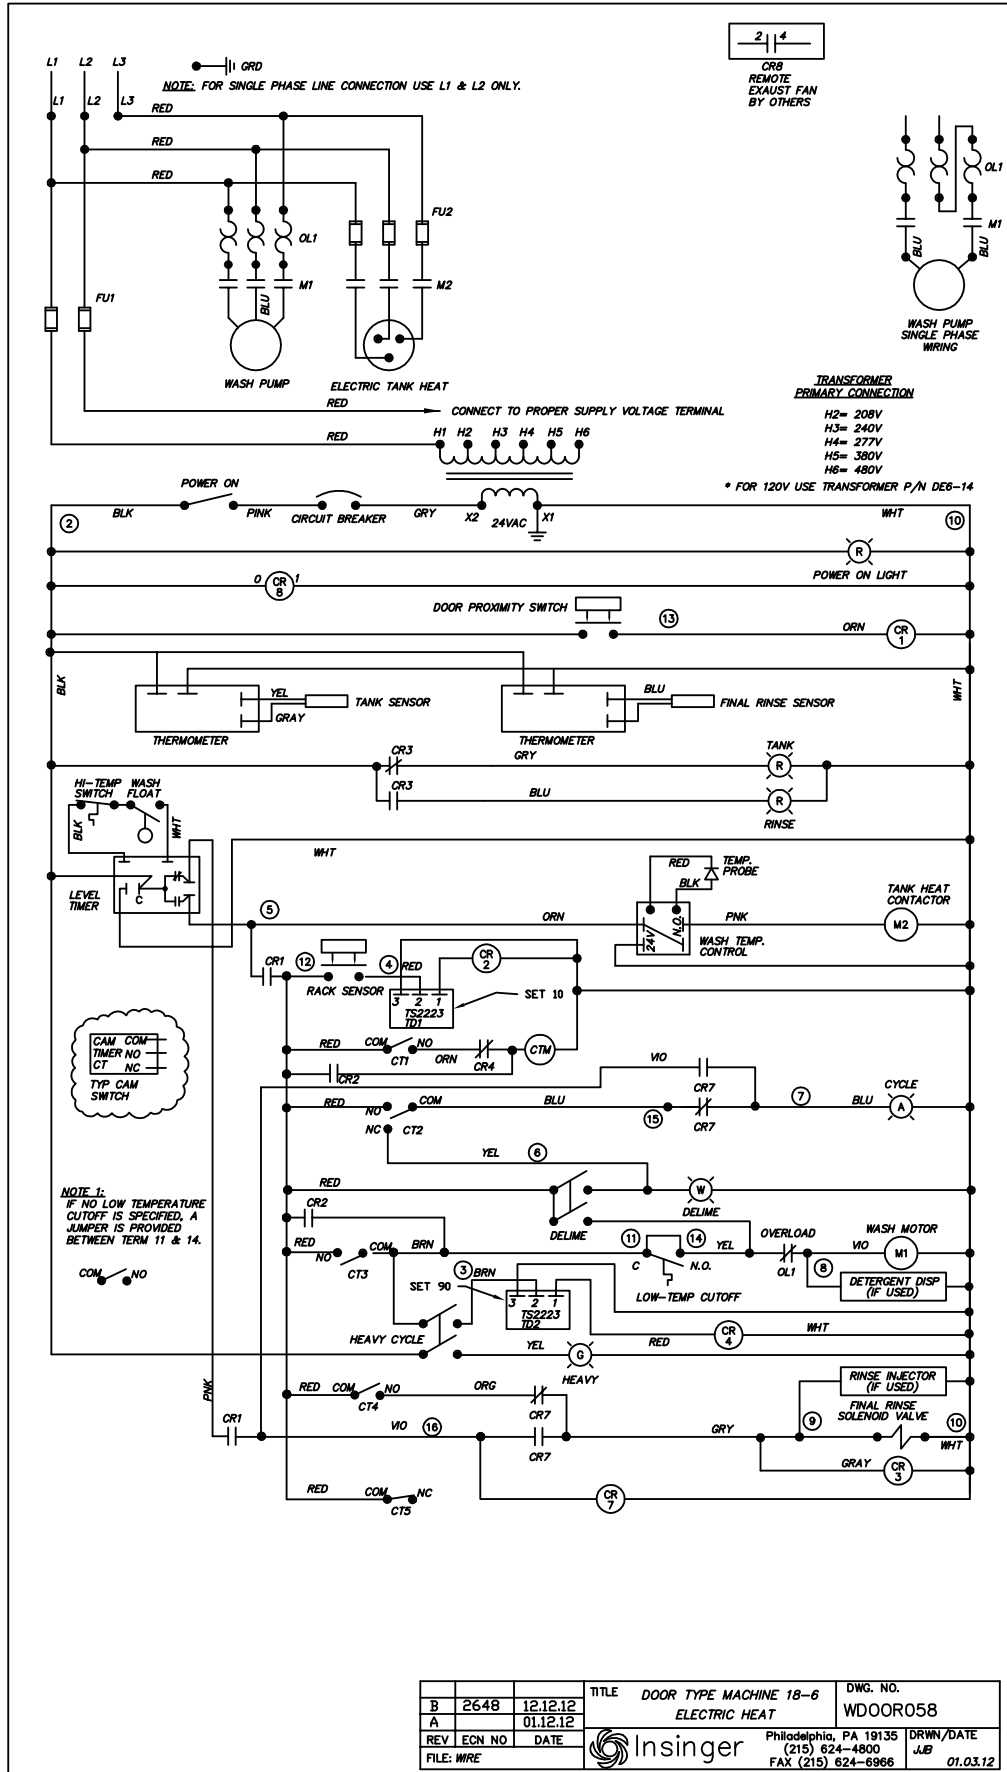 2 4
CR8
REMOTE
EXAUST FAN
BY OTHERS
L1 L2 L3
GRD
NOTE: FOR SINGLE PHASE LINE CONNECTION USE L1 & L2 ONLY.
L1 L2 L3
RED
RED
RED
OL1
FU2
M1
M2
BLU
FU1
WASH PUMP
ELECTRIC TANK HEAT
OL1
M1
BLU BLU
WASH PUMP
SINGLE PHASE
WIRING
RED
CONNECT TO PROPER SUPPLY VOLTAGE TERMINAL
RED
H1 H2 H3 H4 H5 H6
TRANSFORMER
PRIMARY CONNECTION
H2= 208V
H3= 240V
H4= 277V
H5= 380V
H6= 480V
* FOR 120V USE TRANSFORMER P/N DE6-14
POWER ON
2 BLK PINK CIRCUIT BREAKER GRY X2 24VAC X1 WHT 10
R
POWER ON LIGHT
0 CR 8 1
DOOR PROXIMITY SWITCH
13 ORN CR 1
BLK
WHT
YEL TANK SENSOR
GRAY
THERMOMETER
BLU FINAL RINSE SENSOR
THERMOMETER
CR3 GRY TANK
R
CR3 BLU
R
RINSE
HI-TEMP WASH
SWITCH FLOAT
BLK WHT
WHT
LEVEL
TIMER
C
5
ORN
RED TEMP.
PROBE
BLK
24V N.O.
PNK
WASH TEMP.
CONTROL
TANK HEAT
CONTACTOR
M2
CR1 12 4 RED CR 2
RACK SENSOR
3 2 1
TS2223
TD1
SET 10
CAM COM
TIMER NO
CT NC
TYP CAM
SWITCH
RED COM NO ORN CTM
CT1 CR4
CR2
VIO
CR7
RED NO COM BLU 15 CR7 7 BLU CYCLE
A
NC CT2
YEL 6
RED
W
DELIME
DELIME
NOTE 1:
IF NO LOW TEMPERATURE
CUTOFF IS SPECIFIED, A
JUMPER IS PROVIDED
BETWEEN TERM 11 & 14.
COM NO
CR2
RED NO COM BRN
CT3
11 14 YEL OVERLOAD
C N.O. OL1 8
LOW-TEMP CUTOFF
VIO WASH MOTOR
M1
DETERGENT DISP
(IF USED)
SET 90 3 BRN
3 2 1
TS2223
TD2
HEAVY CYCLE
YEL G
HEAVY
RED CR 4 WHT
PNK
RED COM NO ORG
CT4 CR7
RINSE INJECTOR
(IF USED)
FINAL RINSE
SOLENOID VALVE
CR1 VIO 16 CR7 GRY 9 10
WHT
GRAY CR 3
RED COM NC
CT5
CR 7
B 2648 12.12.12
A 01.12.12
REV ECN NO DATE
FILE: WIRE
TITLE DOOR TYPE MACHINE 18-6
ELECTRIC HEAT
DWG. NO.
WDOOR058
Insinger
Philadelphia, PA 19135
(215) 624-4800
FAX (215) 624-6966
DRWN/DATE
JJB
01.03.12